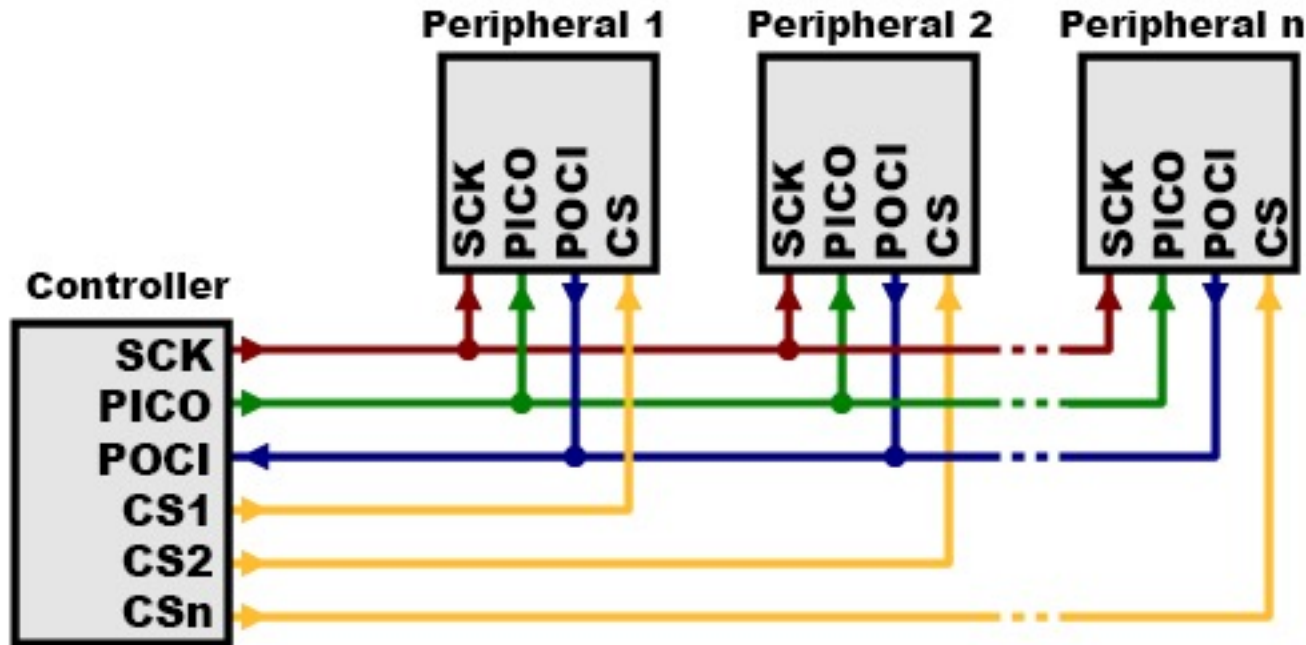 Peripheral 1
Peripheral 2
Peripheral n
SCK
PICO
POCI
CS
SCK
PICO
POCI
CS
SCK
PICO
POCI
CS
Controller
SCK
PICO
POCI
CS1
CS2
CSn